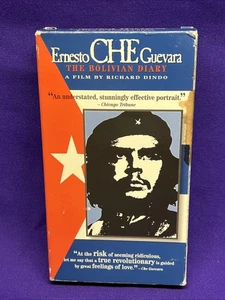 Ernesto CHE Guevara
THE BOLIVIAN DIARY
A FILM BY RICHARD DINDO
"An understated, stunningly effective portrait."
- Chicago Tribune
"At the risk of seeming ridiculous,
let me say that a true revolutionary is guided
by great feelings of love." -Che Guevara